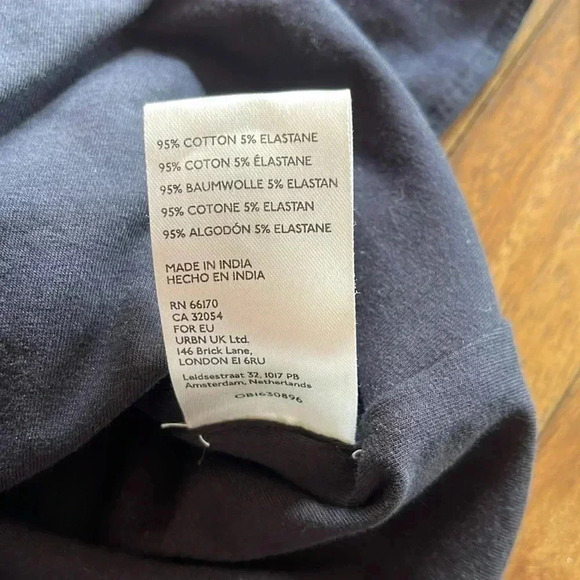 95% COTTON 5% ELASTANE
95% COTON 5% ÉLASTANE
95% BAUMWOLLE 5% ELASTAN
95% COTONE 5% ELASTAN
95% ALGODÓN 5% ELASTANE
MADE IN INDIA
HECHO EN INDIA
RN 66170
CA 32054
FOR EU
URBN UK Ltd.
146 Brick Lane,
LONDON E1 6RU
Leidsestraat 32, 1017 PB
Amsterdam, Netherlands
OB1630896